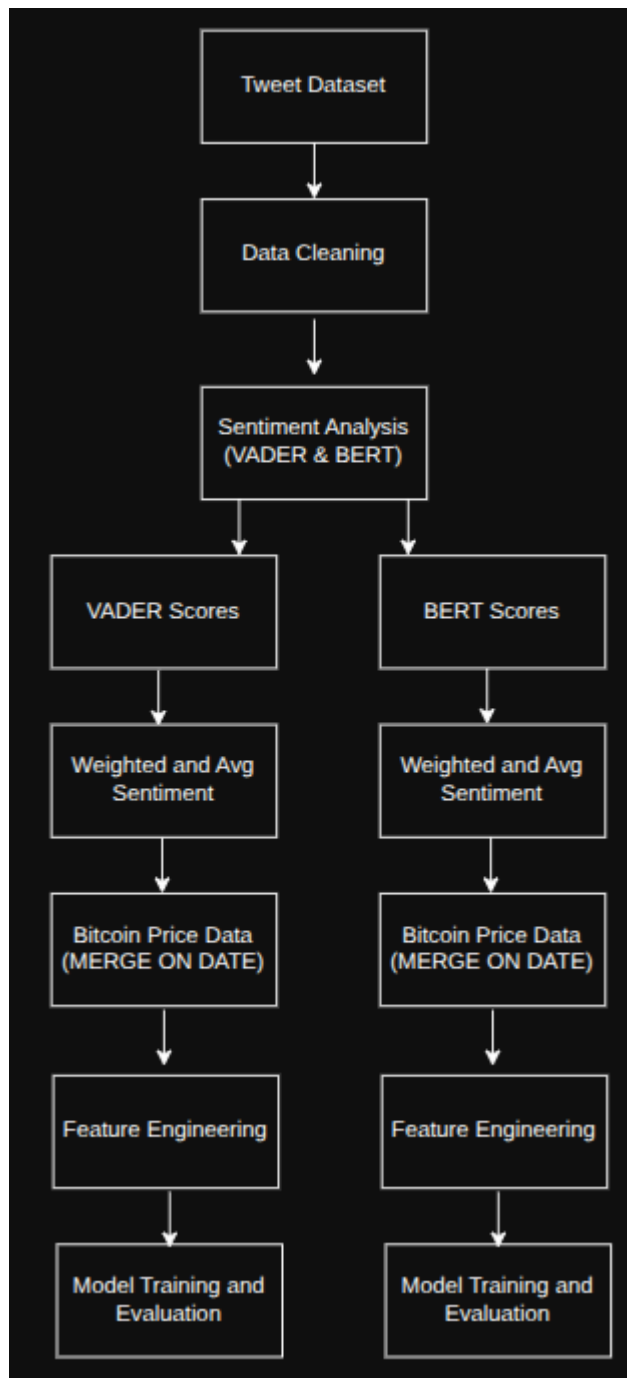 Tweet Dataset
Data Cleaning
Sentiment Analysis
(VADER & BERT)
VADER Scores
BERT Scores
Weighted and Avg
Sentiment
Weighted and Avg
Sentiment
Bitcoin Price Data
(MERGE ON DATE)
Bitcoin Price Data
(MERGE ON DATE)
Feature Engineering
Feature Engineering
Model Training and
Evaluation
Model Training and
Evaluation